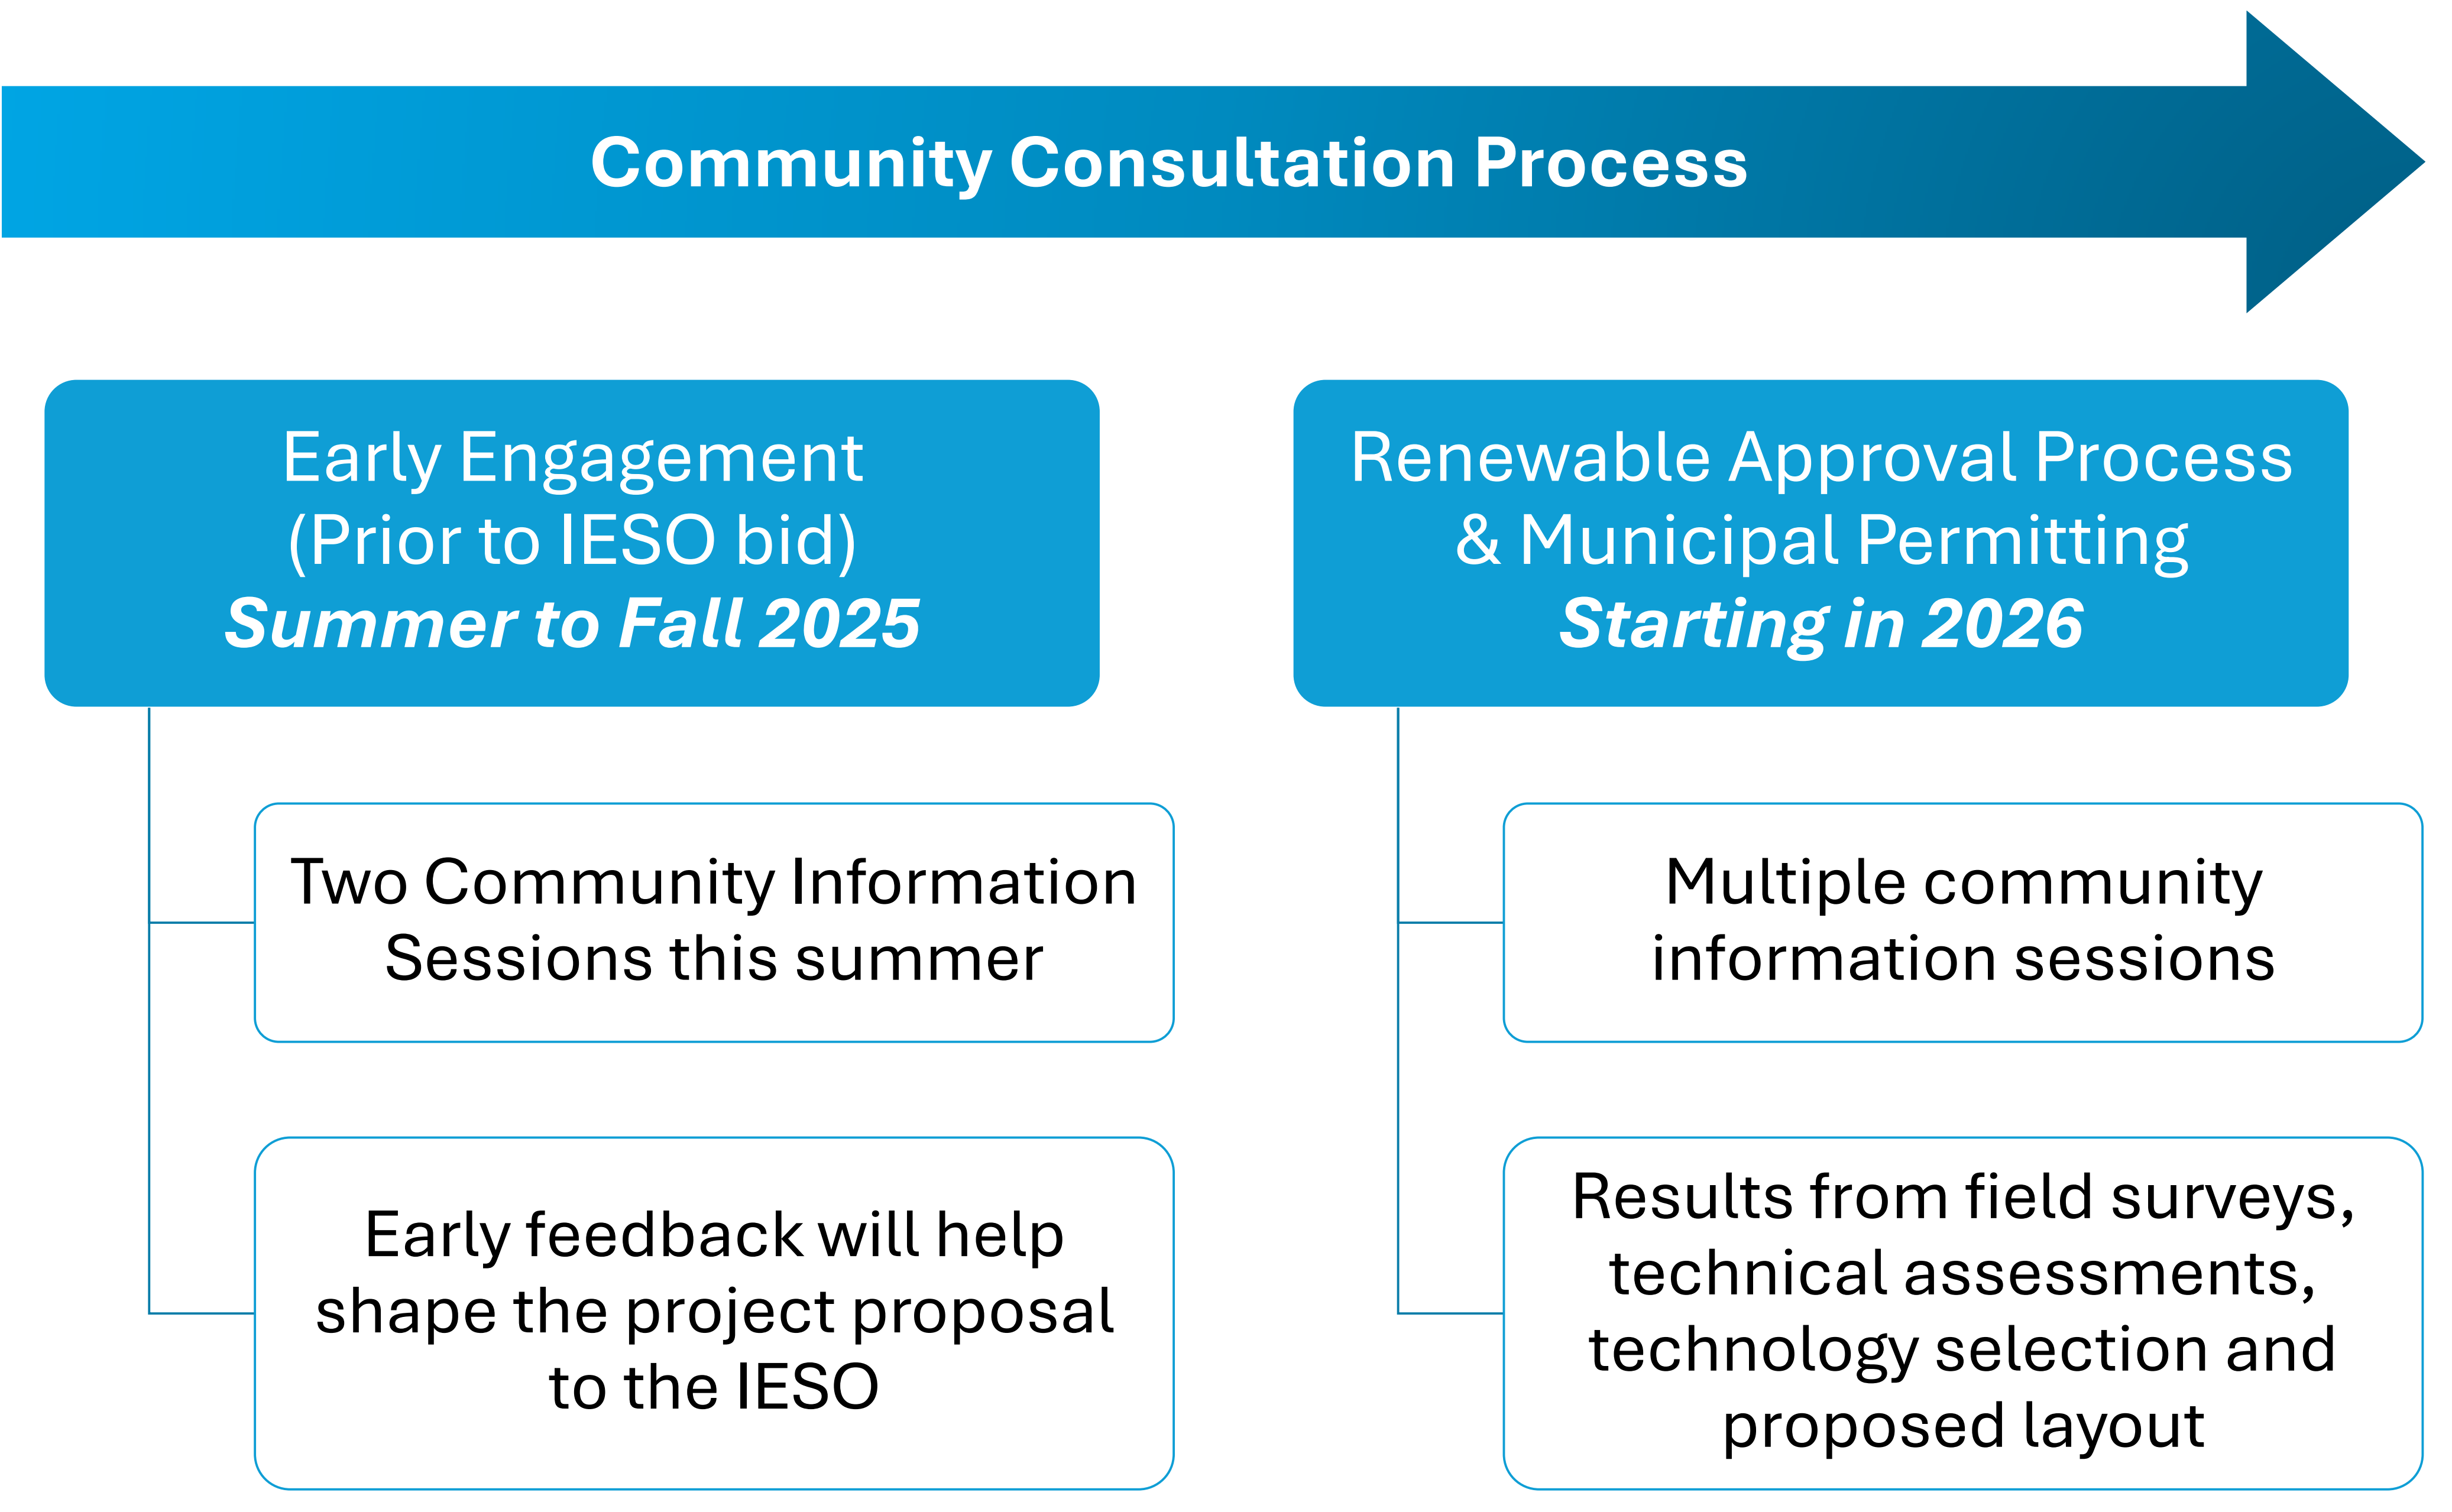 Community Consultation Process
Early Engagement
(Prior to IESO bid)
Summer to Fall 2025
Two Community Information
Sessions this summer
Early feedback will help
shape the project proposal
to the IESO
Renewable Approval Process
& Municipal Permitting
Starting in 2026
Multiple community
information sessions
Results from field surveys,
technical assessments,
technology selection and
proposed layout